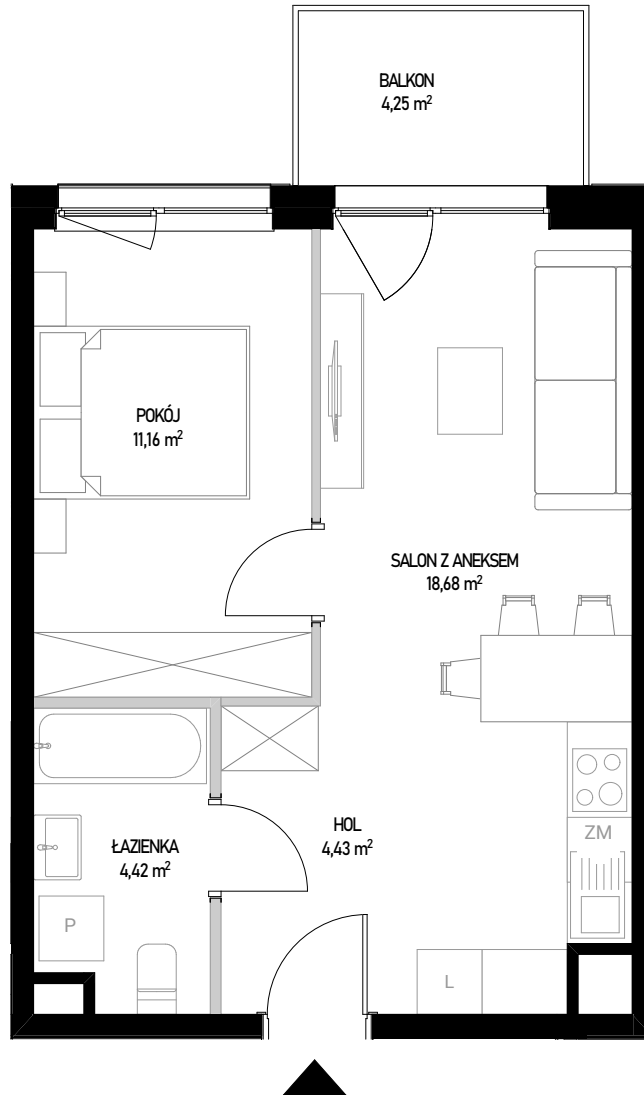 BALKON
4,25 m²
POKÓJ
11,16 m²
SALON Z ANEKSEM
18,68 m²
ZM
HOL
4,43 m²
ŁAZIENKA
4,42 m²
P
L